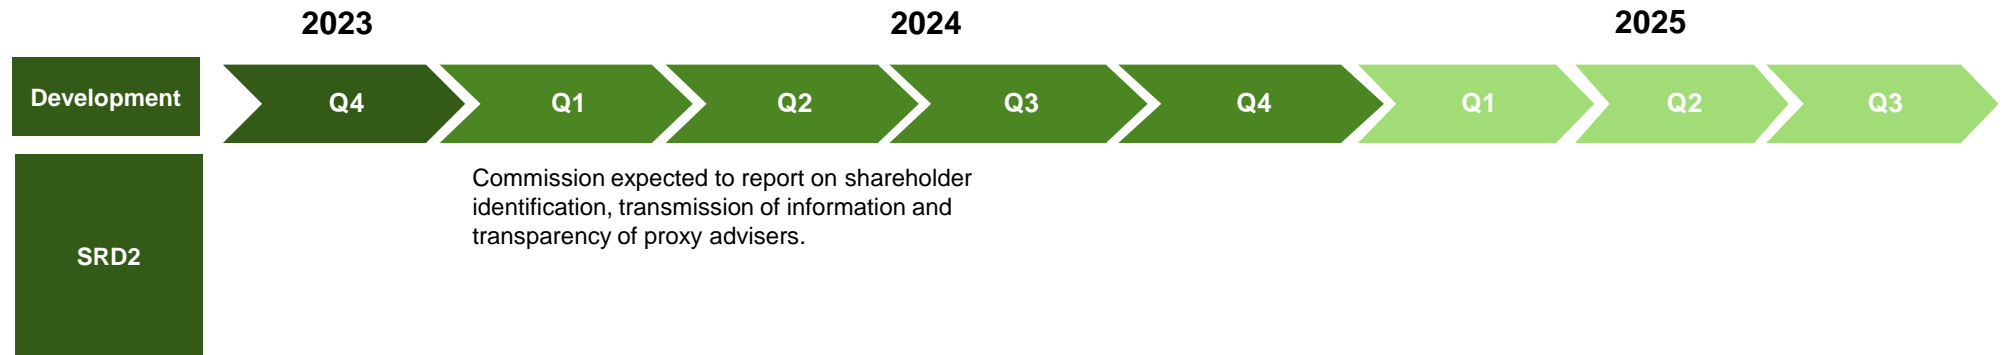 2023
2024
2025
Development
Q4
Q1
Q2
Q3
Q4
Q1
Q2
Q3
SRD2
Commission expected to report on shareholder
identification, transmission of information and
transparency of proxy advisers.